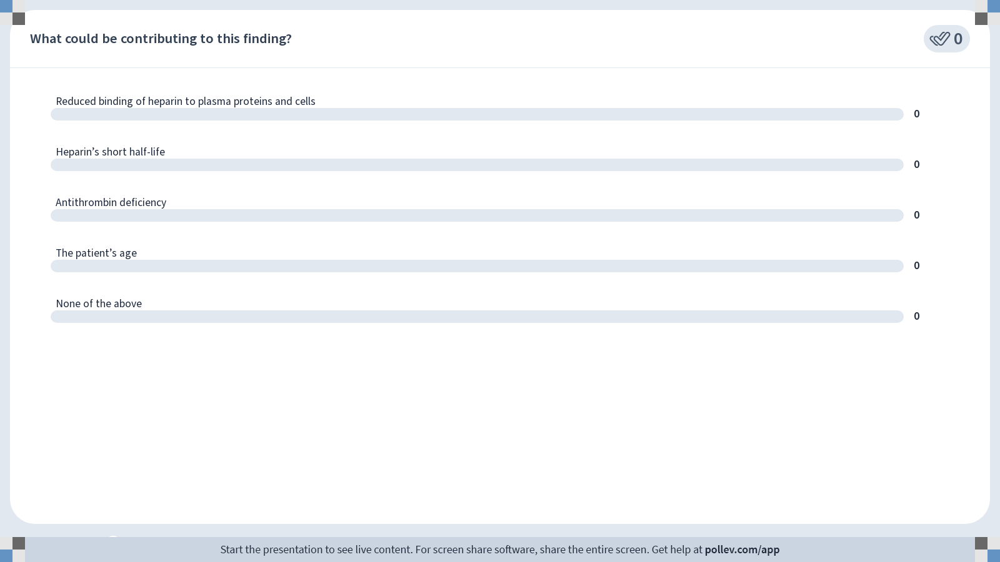 What could be contributing to this finding?
0
Reduced binding of heparin to plasma proteins and cells
0
Heparin’s short half-life
0
Antithrombin deficiency
0
The patient’s age
0
None of the above
0
Start the presentation to see live content. For screen share software, share the entire screen. Get help at pollev.com/app